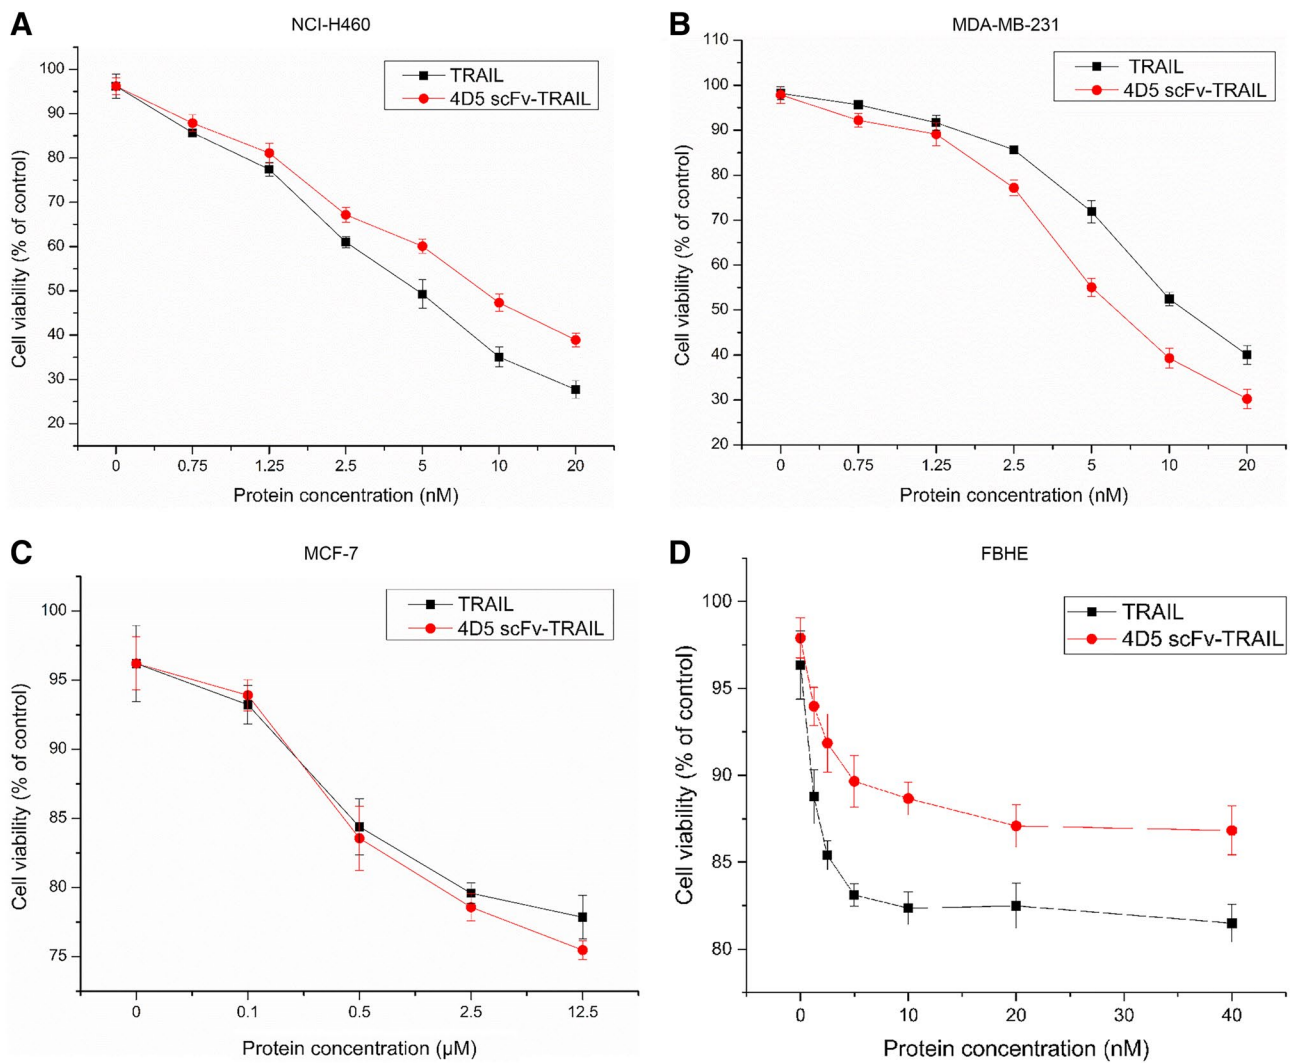 A
NCI-H460
TRAIL
4D5 scFv-TRAIL
Cell viability (% of control)
100
90
80
70
60
50
40
30
20
0 0.75 1.25 2.5 5 10 20
Protein concentration (nM)
B
MDA-MB-231
TRAIL
4D5 scFv-TRAIL
Cell viability (% of control)
110
100
90
80
70
60
50
40
30
20
0 0.75 1.25 2.5 5 10 20
Protein concentration (nM)
C
MCF-7
TRAIL
4D5 scFv-TRAIL
Cell viability (% of control)
100
95
90
85
80
75
0 0.1 0.5 2.5 12.5
Protein concentration (µM)
D
FBHE
TRAIL
4D5 scFv-TRAIL
Cell viability (% of control)
100
95
90
85
80
0 10 20 30 40
Protein concentration (nM)